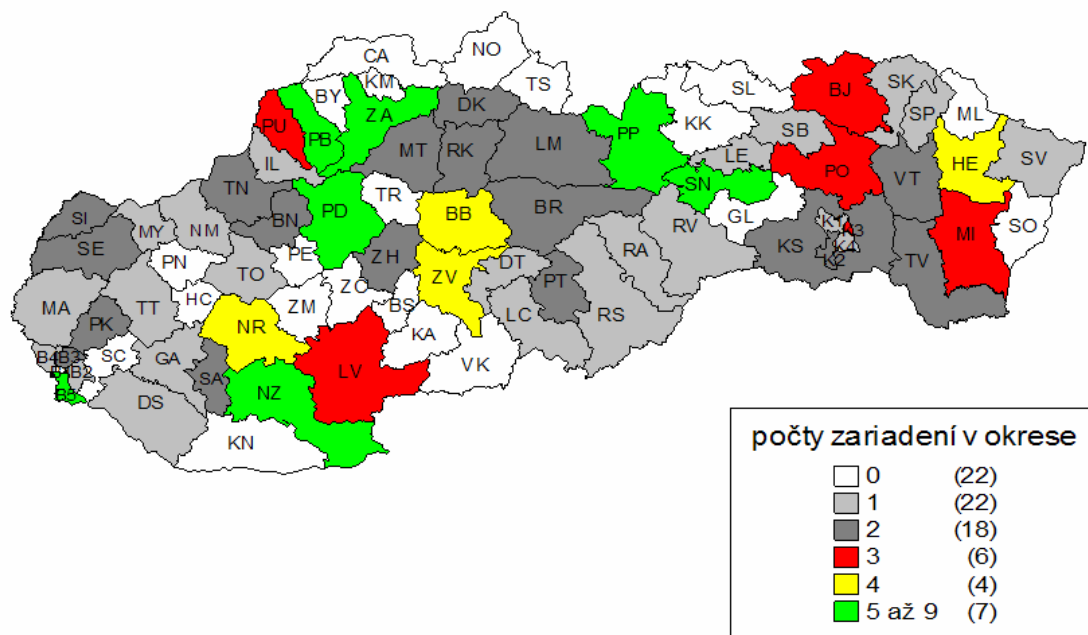 CA
NO
KM
TS
BY
ZA
DK
PU
PB
IL
MT
RK
LM
PP
KK
SL
BJ
SK
SP
ML
SB
LE
SN
PO
HE
SV
VT
GL
KS
K3
K2
MI
SO
TV
TN
BN
PD
TR
BB
BR
SI
SE
MY
NM
PN
TO
PE
ZH
ZV
DT
PT
RA
RV
RS
LC
MA
PK
TT
HC
NR
ZM
ZC
BS
KA
VK
LV
B4
B3
B2
B5
SC
GA
SA
NZ
DS
KN
počty zariadení v okrese
0 (22)
1 (22)
2 (18)
3 (6)
4 (4)
5 až 9 (7)